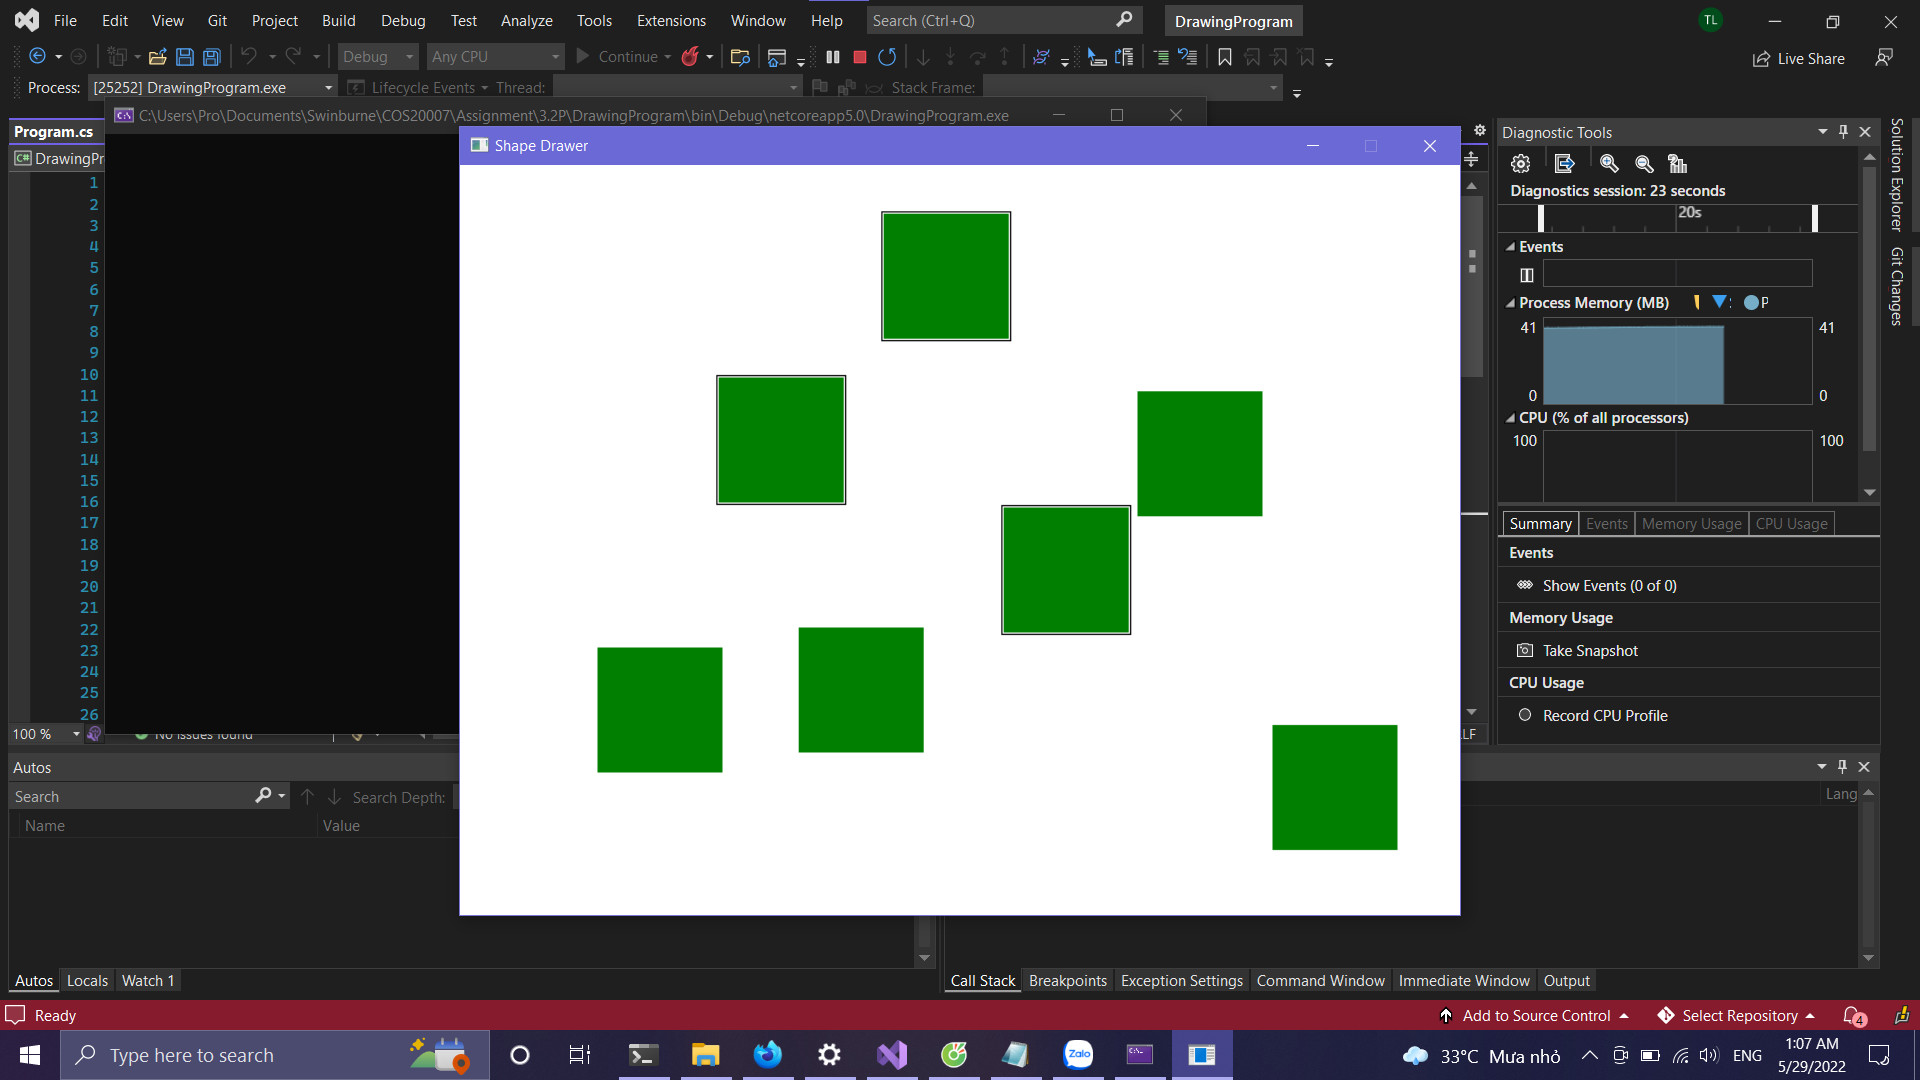 File Edit View Git Project Build Debug Test Analyze Tools Extensions Window Help Search (Ctrl+Q) DrawingProgram TL
Debug Any CPU Continue Live Share
Process: [25252] DrawingProgram.exe Lifecycle Events Thread: Stack Frame:
C:\Users\Pro\Documents\Swinburne\COS20007\Assignment\3.2P\DrawingProgram\bin\Debug\netcoreapp5.0\DrawingProgram.exe
Program.cs
DrawingPr
Shape Drawer
1
2
3
4
5
6
7
8
9
10
11
12
13
14
15
16
17
18
19
20
21
22
23
24
25
26
100 % No issues found LF
Diagnostic Tools
Diagnostics session: 23 seconds
20s
Events
Process Memory (MB) P
41 41
0 0
CPU (% of all processors)
100 100
Summary Events Memory Usage CPU Usage
Events
Show Events (0 of 0)
Memory Usage
Take Snapshot
CPU Usage
Record CPU Profile
Solution Explorer
Git Changes
Autos
Search Search Depth:
Name Value
Lang
Autos Locals Watch 1
Call Stack Breakpoints Exception Settings Command Window Immediate Window Output
Ready Add to Source Control Select Repository 4
Type here to search Zalo 33°C Mưa nhỏ ENG 1:07 AM
5/29/2022